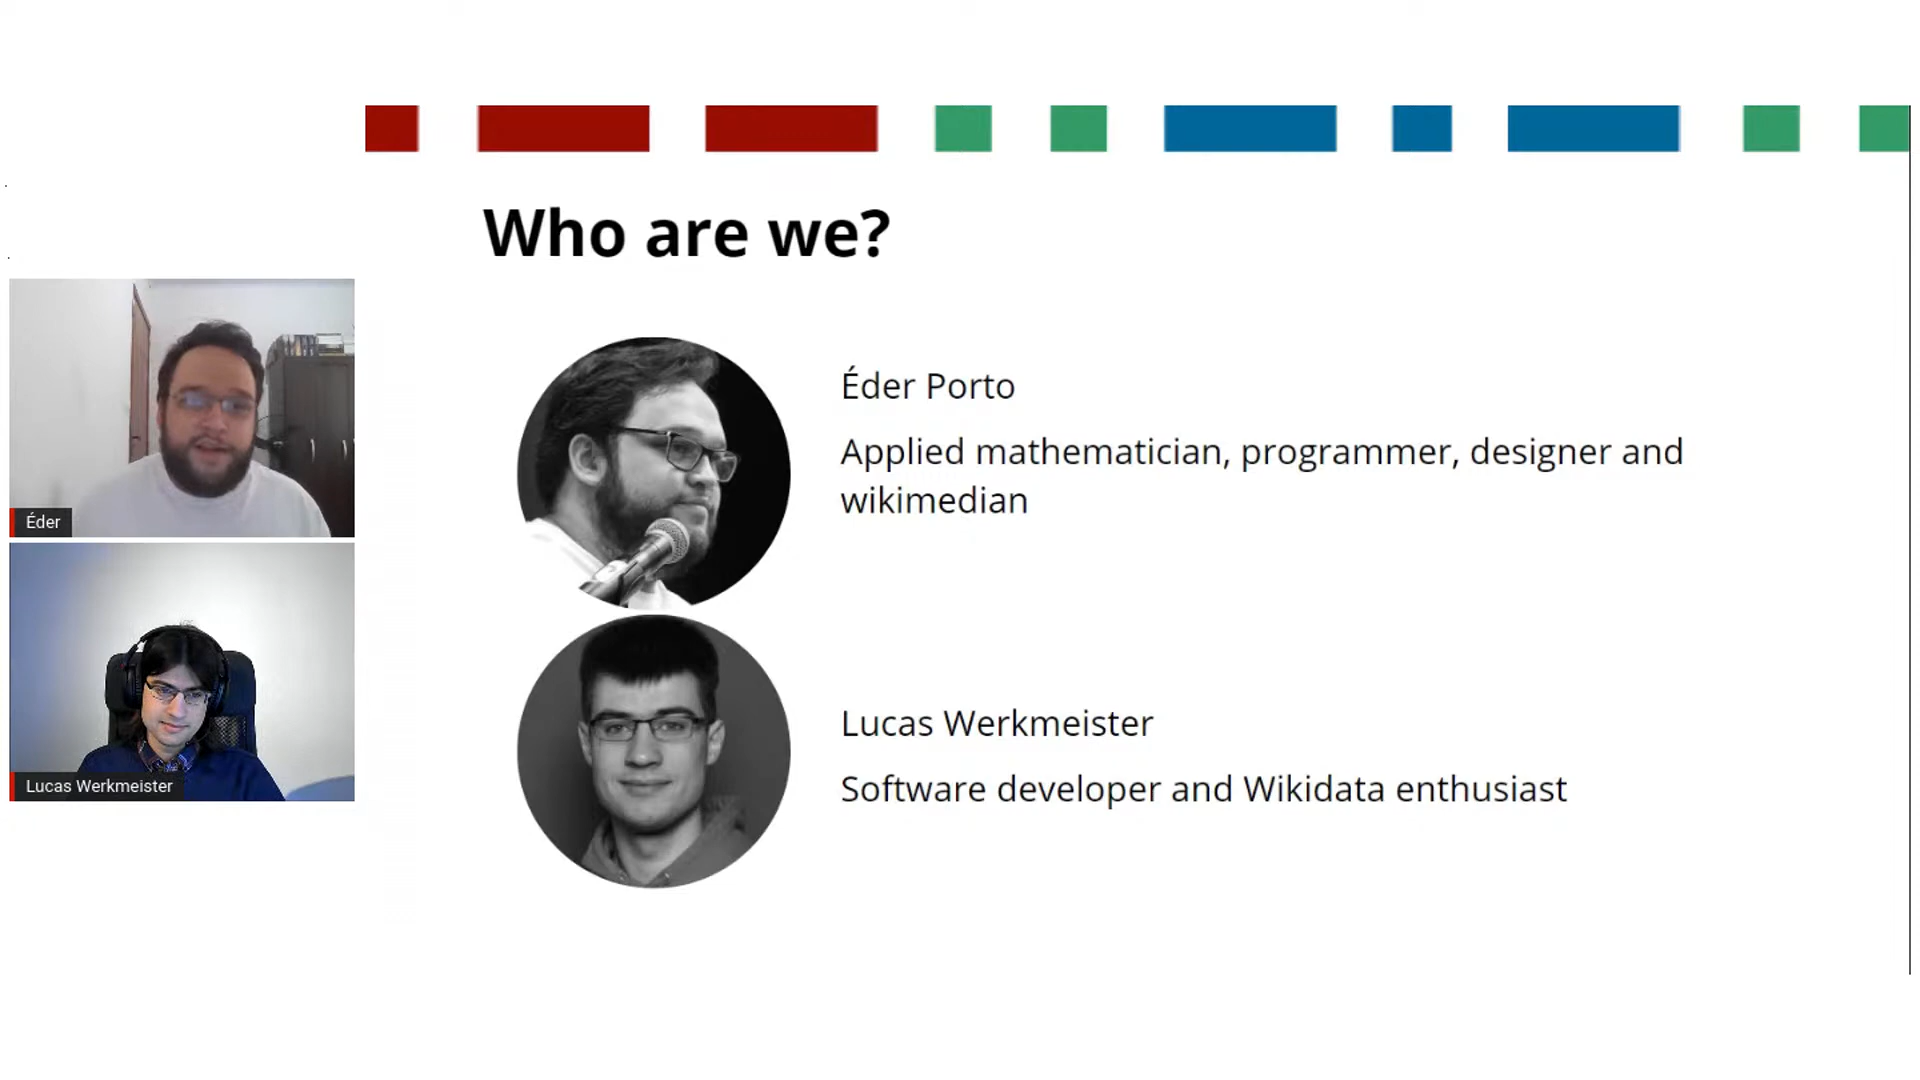 Who are we?
Éder Porto
Applied mathematician, programmer, designer and
wikimedian
Lucas Werkmeister
Software developer and Wikidata enthusiast
Éder
Lucas Werkmeister